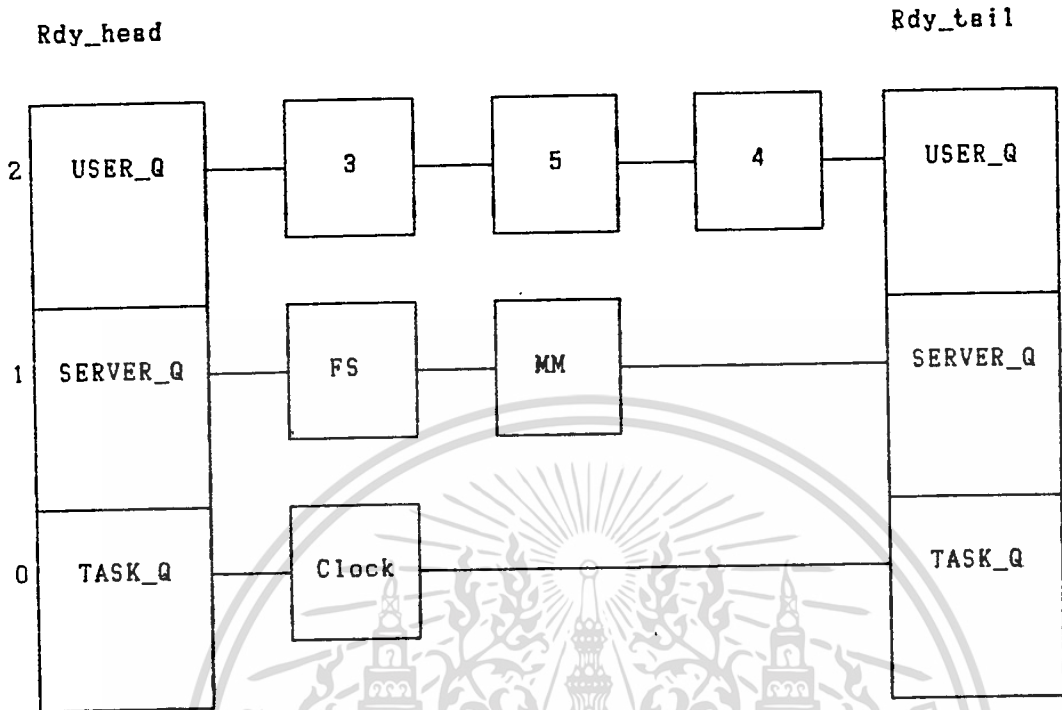 Rdy_head Rdy_tail
2 USER_Q 3 5 4 USER_Q
1 SERVER_Q FS MM SERVER_Q
0 TASK_Q Clock TASK_Q